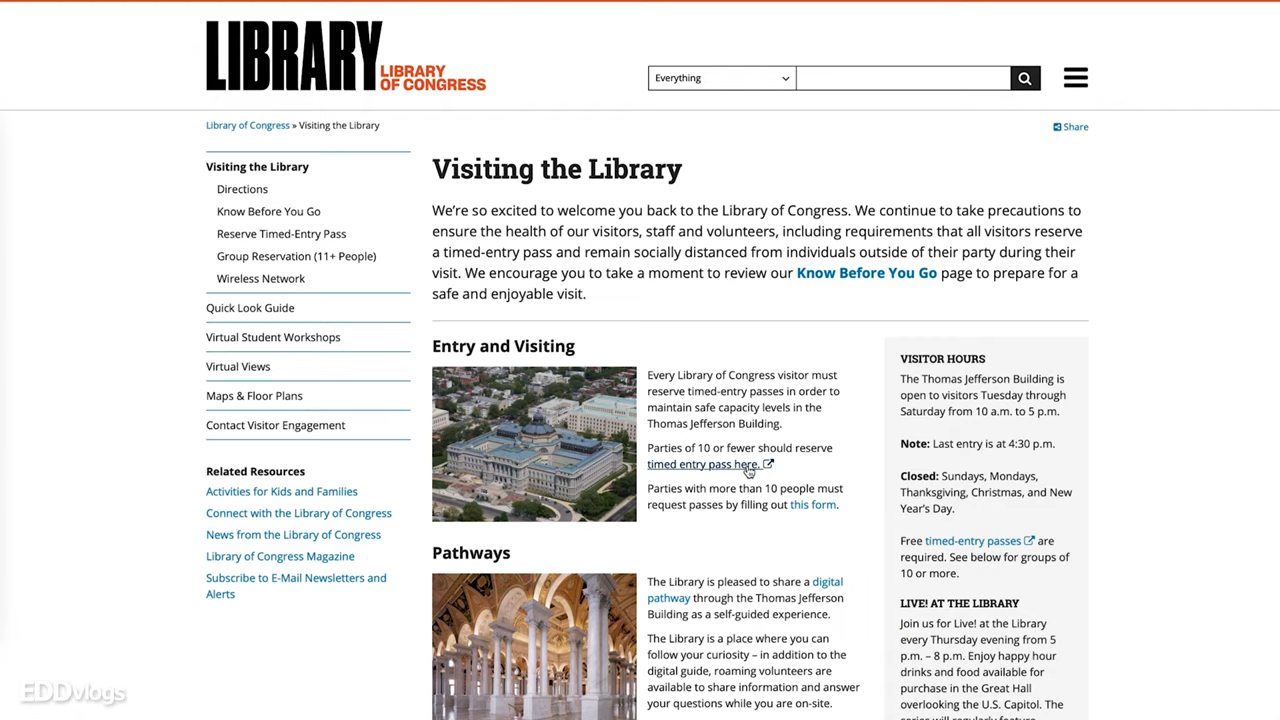 LIBRARY
LIBRARY
OF CONGRESS
Everything
Library of Congress » Visiting the Library
Share
Visiting the Library
Directions
Know Before You Go
Reserve Timed-Entry Pass
Group Reservation (11+ People)
Wireless Network
Quick Look Guide
Virtual Student Workshops
Virtual Views
Maps & Floor Plans
Contact Visitor Engagement
Related Resources
Activities for Kids and Families
Connect with the Library of Congress
News from the Library of Congress
Library of Congress Magazine
Subscribe to E-Mail Newsletters and
Alerts
Visiting the Library
We're so excited to welcome you back to the Library of Congress. We continue to take precautions to
ensure the health of our visitors, staff and volunteers, including requirements that all visitors reserve
a timed-entry pass and remain socially distanced from individuals outside of their party during their
visit. We encourage you to take a moment to review our Know Before You Go page to prepare for a
safe and enjoyable visit.
Entry and Visiting
Every Library of Congress visitor must
reserve timed-entry passes in order to
maintain safe capacity levels in the
Thomas Jefferson Building.
Parties of 10 or fewer should reserve
timed entry pass here.
Parties with more than 10 people must
request passes by filling out this form.
Pathways
The Library is pleased to share a digital
pathway through the Thomas Jefferson
Building as a self-guided experience.
The Library is a place where you can
follow your curiosity – in addition to the
digital guide, roaming volunteers are
available to share information and answer
your questions while you are on-site.
VISITOR HOURS
The Thomas Jefferson Building is
open to visitors Tuesday through
Saturday from 10 a.m. to 5 p.m.
Note: Last entry is at 4:30 p.m.
Closed: Sundays, Mondays,
Thanksgiving, Christmas, and New
Year's Day.
Free timed-entry passes are
required. See below for groups of
10 or more.
LIVE! AT THE LIBRARY
Join us for Live! at the Library
every Thursday evening from 5
p.m. – 8 p.m. Enjoy happy hour
drinks and food available for
purchase in the Great Hall
overlooking the U.S. Capitol. The
series will regularly feature
EDDvlogs